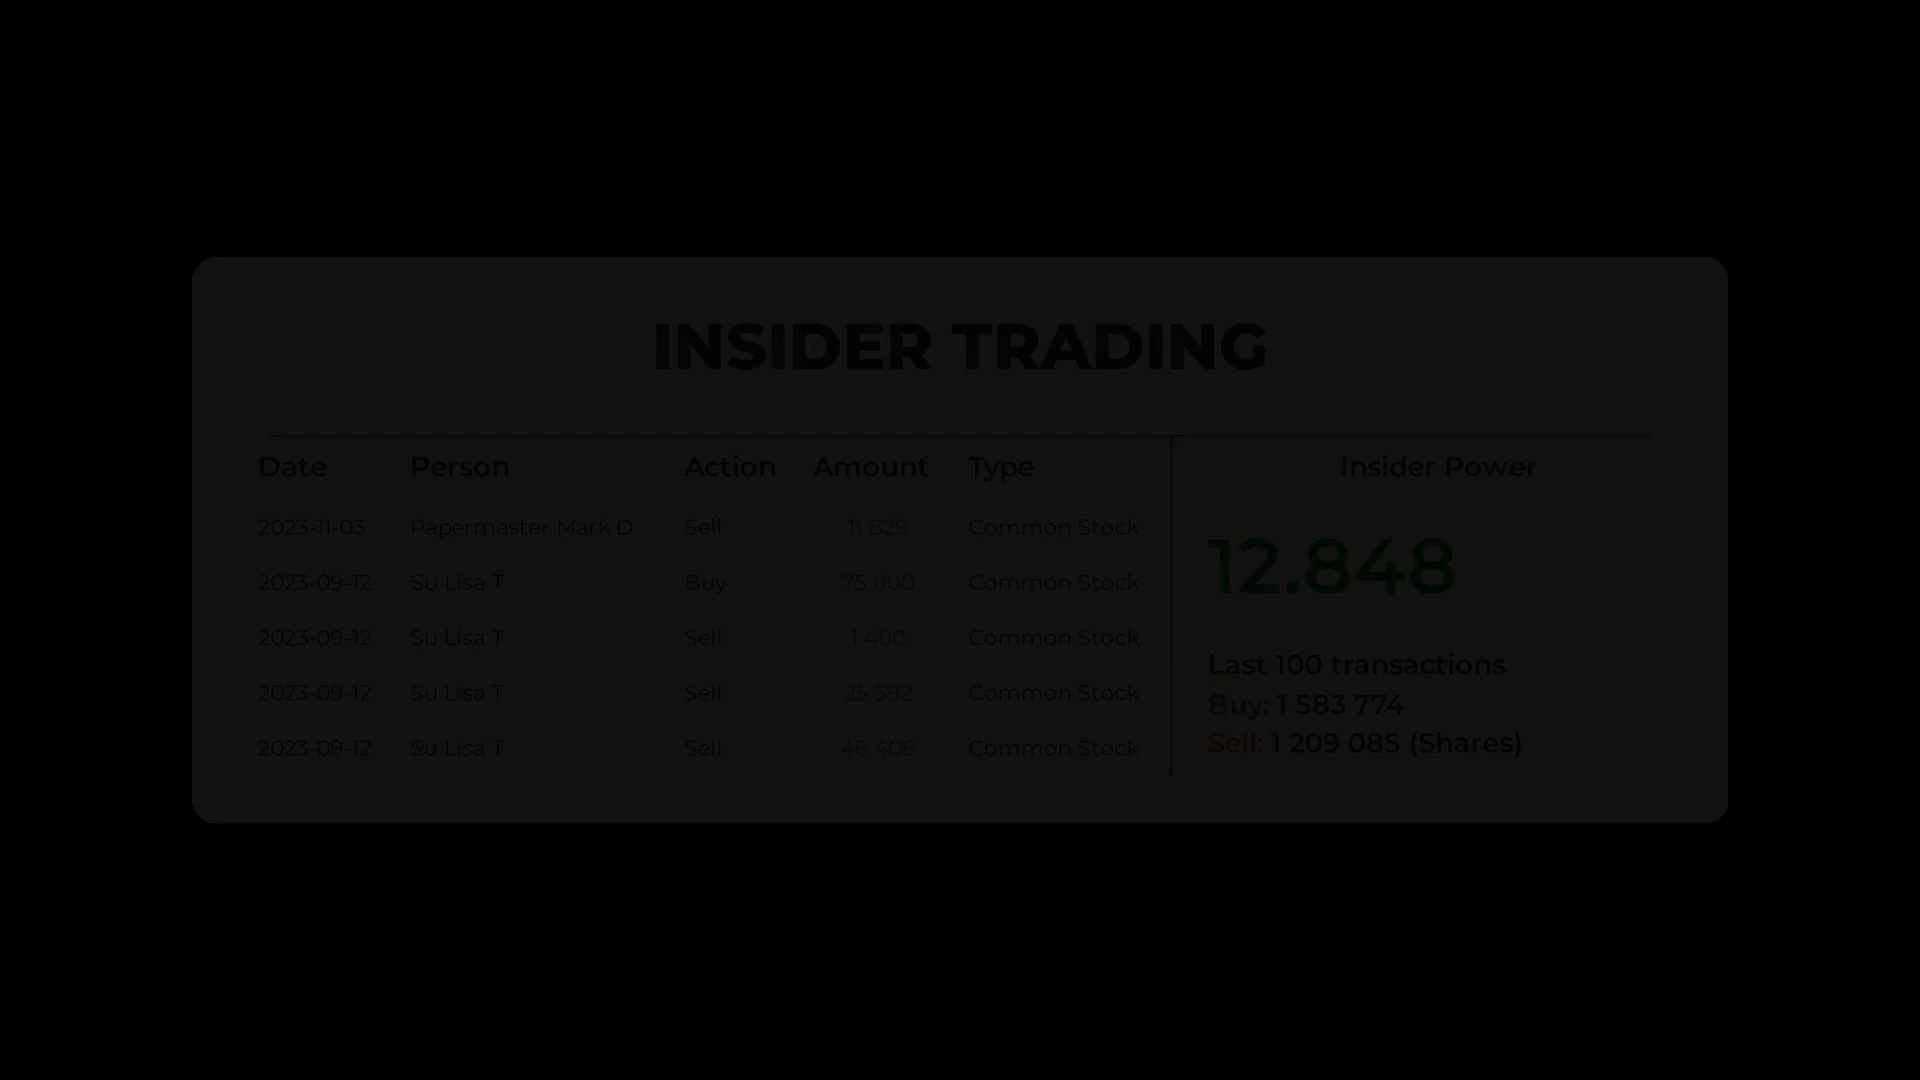 INSIDER TRADING
Date Person Action Amount Type
2023-11-03 Papermaster Mark D Sell 11 829 Common Stock
2023-09-12 Su Lisa T Buy 75 000 Common Stock
2023-09-12 Su Lisa T Sell 1 400 Common Stock
2023-09-12 Su Lisa T Sell 25 592 Common Stock
2023-09-12 Su Lisa T Sell 46 408 Common Stock
Insider Power
12.848
Last 100 transactions
Buy: 1 583 774
Sell: 1 209 085 (Shares)